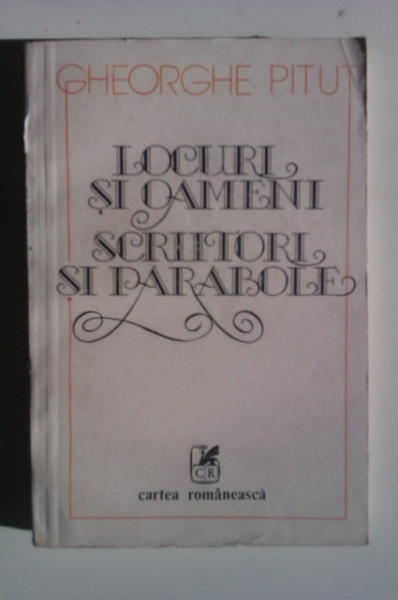 GHEORGHE PITUȚ
LOCURI
ȘI OAMENI
SCRIITORI
ȘI PARABOLE
CR
cartea românească